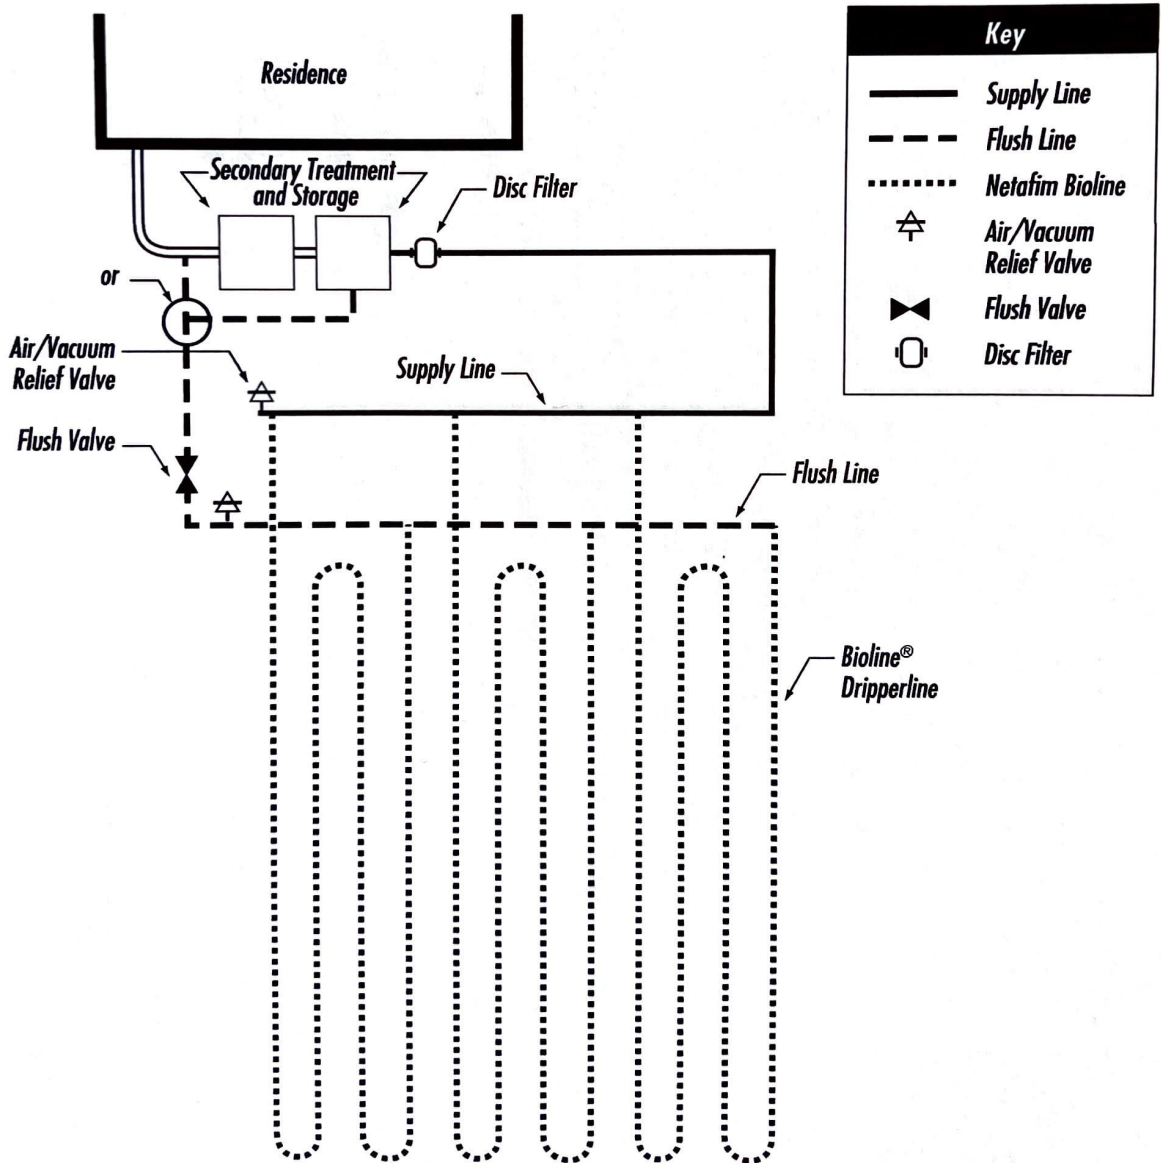 Residence
Secondary Treatment
and Storage
Disc Filter
or
Air/Vacuum
Relief Valve
Supply Line
Flush Valve
Flush Line
Bioline®
Dripperline
Key
Supply Line
Flush Line
Netafim Bioline
Air/Vacuum
Relief Valve
Flush Valve
Disc Filter